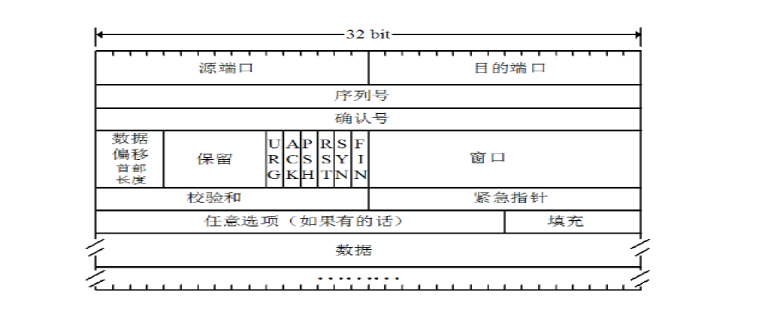 32 bit
源端口 目的端口
序列号
确认号
数据偏移首部长度 保留 URG ACK PSH RST SYN FIN 窗口
校验和 紧急指针
任意选项（如果有的话） 填充
数据
………